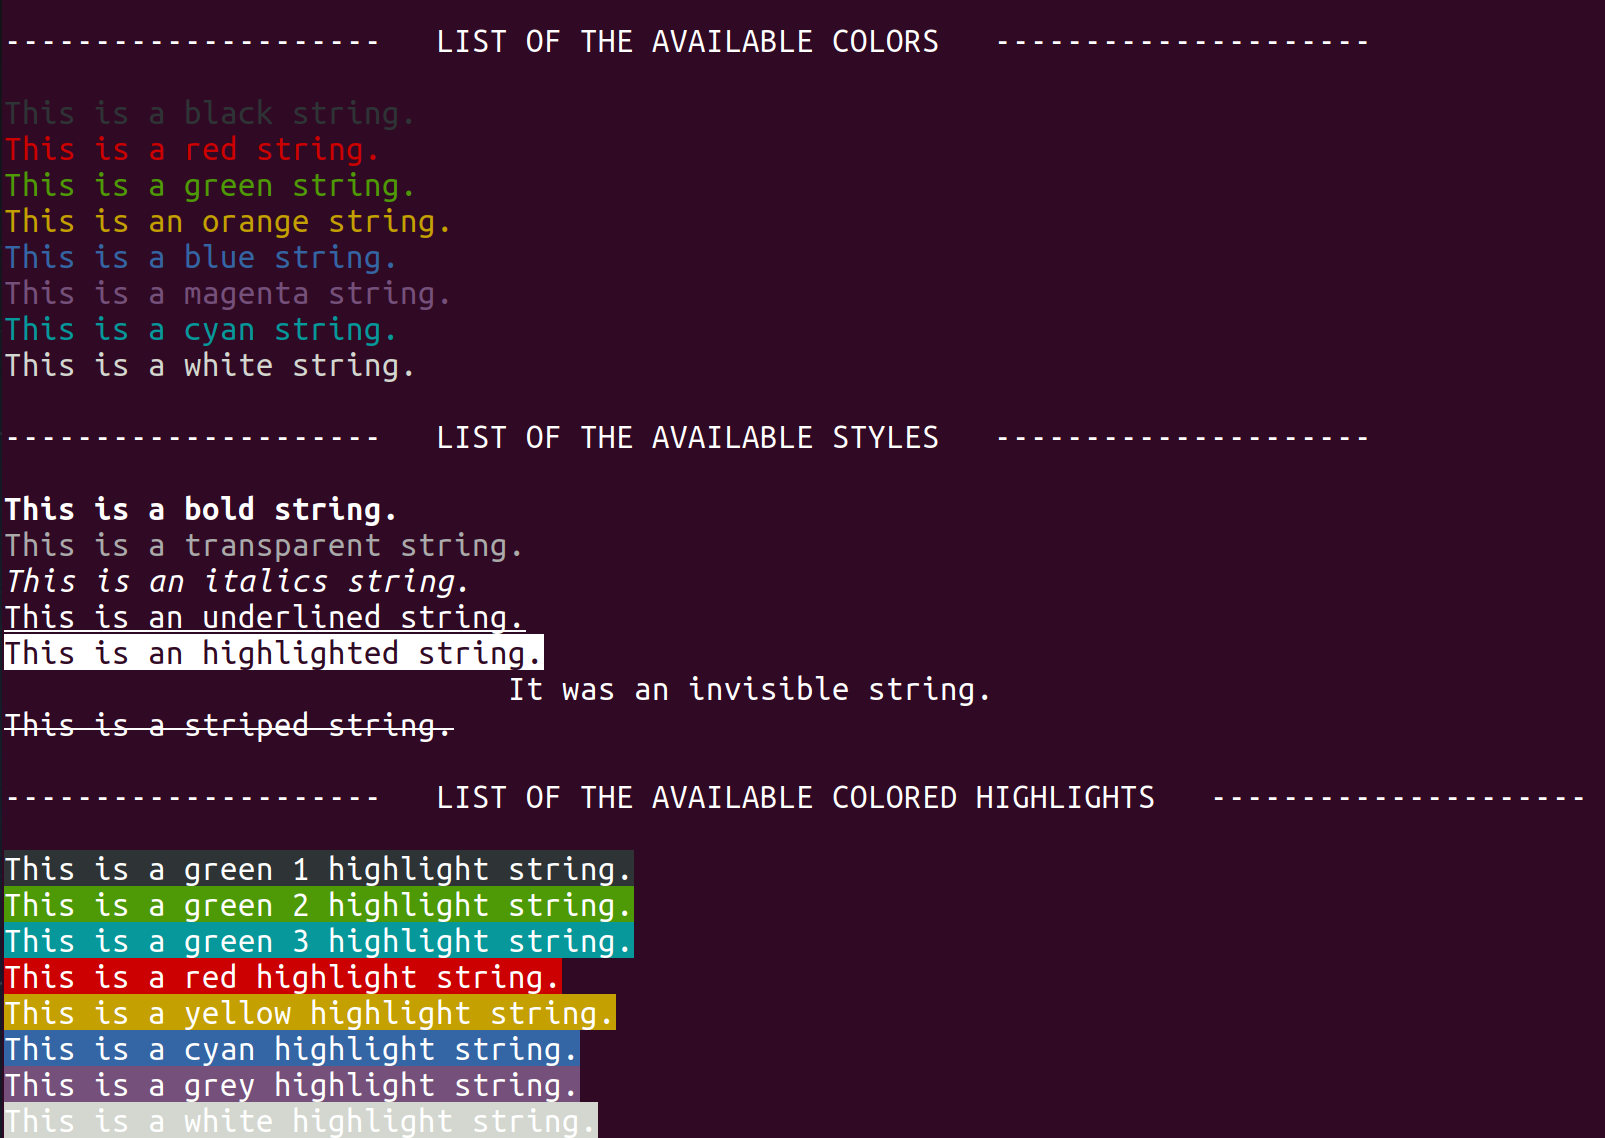 ---------------------   LIST OF THE AVAILABLE COLORS   ---------------------
This is a black string.
This is a red string.
This is a green string.
This is an orange string.
This is a blue string.
This is a magenta string.
This is a cyan string.
This is a white string.
---------------------   LIST OF THE AVAILABLE STYLES   ---------------------
This is a bold string.
This is a transparent string.
This is an italics string.
This is an underlined string.
This is an highlighted string.
It was an invisible string.
This is a striped string.
---------------------   LIST OF THE AVAILABLE COLORED HIGHLIGHTS   ---------------------
This is a green 1 highlight string.
This is a green 2 highlight string.
This is a green 3 highlight string.
This is a red highlight string.
This is a yellow highlight string.
This is a cyan highlight string.
This is a grey highlight string.
This is a white highlight string.